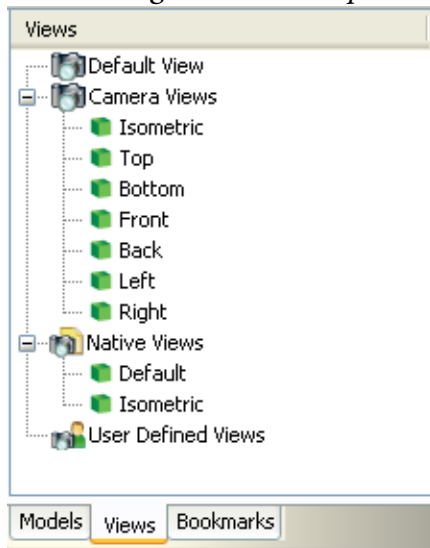 Views
Default View
Camera Views
Isometric
Top
Bottom
Front
Back
Left
Right
Native Views
Default
Isometric
User Defined Views
Models Views Bookmarks